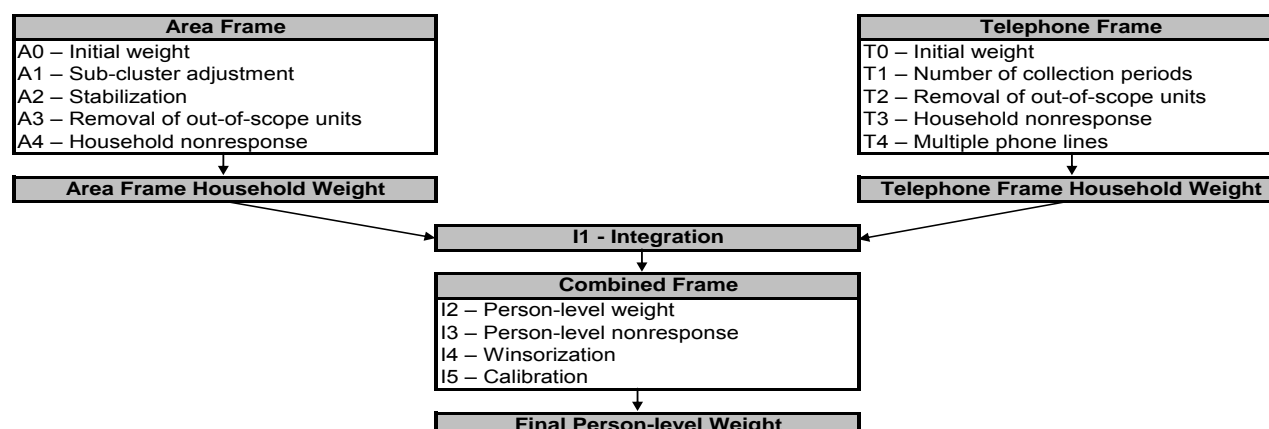 Area Frame
A0 – Initial weight
A1 – Sub-cluster adjustment
A2 – Stabilization
A3 – Removal of out-of-scope units
A4 – Household nonresponse
Area Frame Household Weight
Telephone Frame
T0 – Initial weight
T1 – Number of collection periods
T2 – Removal of out-of-scope units
T3 – Household nonresponse
T4 – Multiple phone lines
Telephone Frame Household Weight
I1 - Integration
Combined Frame
I2 – Person-level weight
I3 – Person-level nonresponse
I4 – Winsorization
I5 – Calibration
Final Person-level Weight